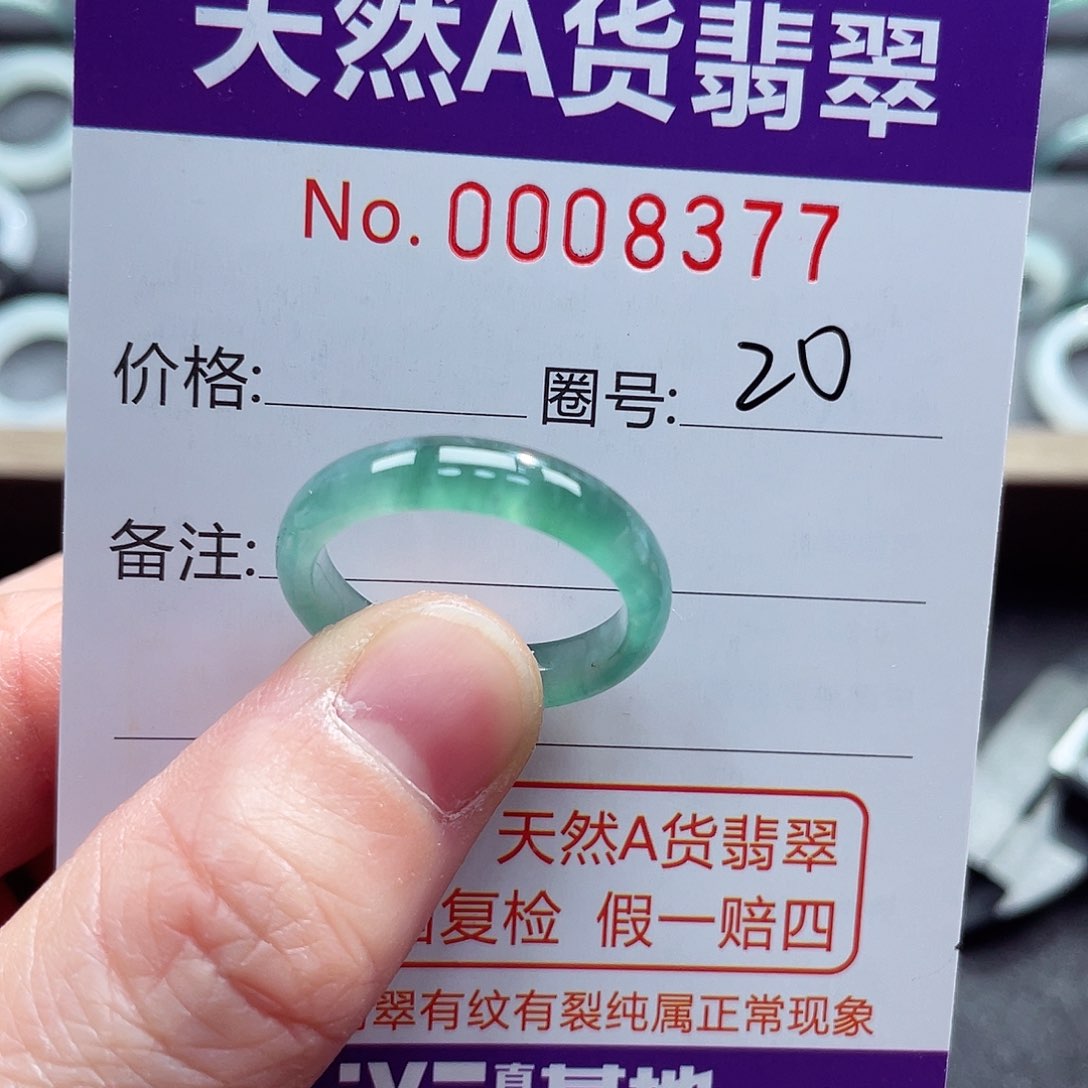 天然A货翡翠
No. 0008377
价格: 圈号: 20
备注:
天然A货翡翠
复检 假一赔四
翠有纹有裂纯属正常现象
基地